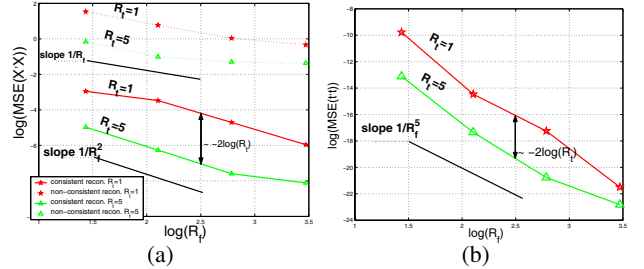 (a)
log(MSE(X̂,X))
2
0
-2
-4
-6
R_t=1
R_t=5
slope 1/R_f
R_t=1
R_t=5
slope 1/R_f^2
~ -2log(R_t)
consistent recon. R_t=1
non-consistent recon. R_t=1
consistent recon. R_t=5
non-consistent recon. R_t=5
1 1.5 2 2.5 3 3.5
log(R_f)
(b)
log(MSE(t̂,t))
-8
-10
-12
-14
-16
-18
-20
-22
-24
R_t=1
R_t=5
slope 1/R_f^5
~ -2log(R_t)
1 1.5 2 2.5 3 3.5
log(R_f)